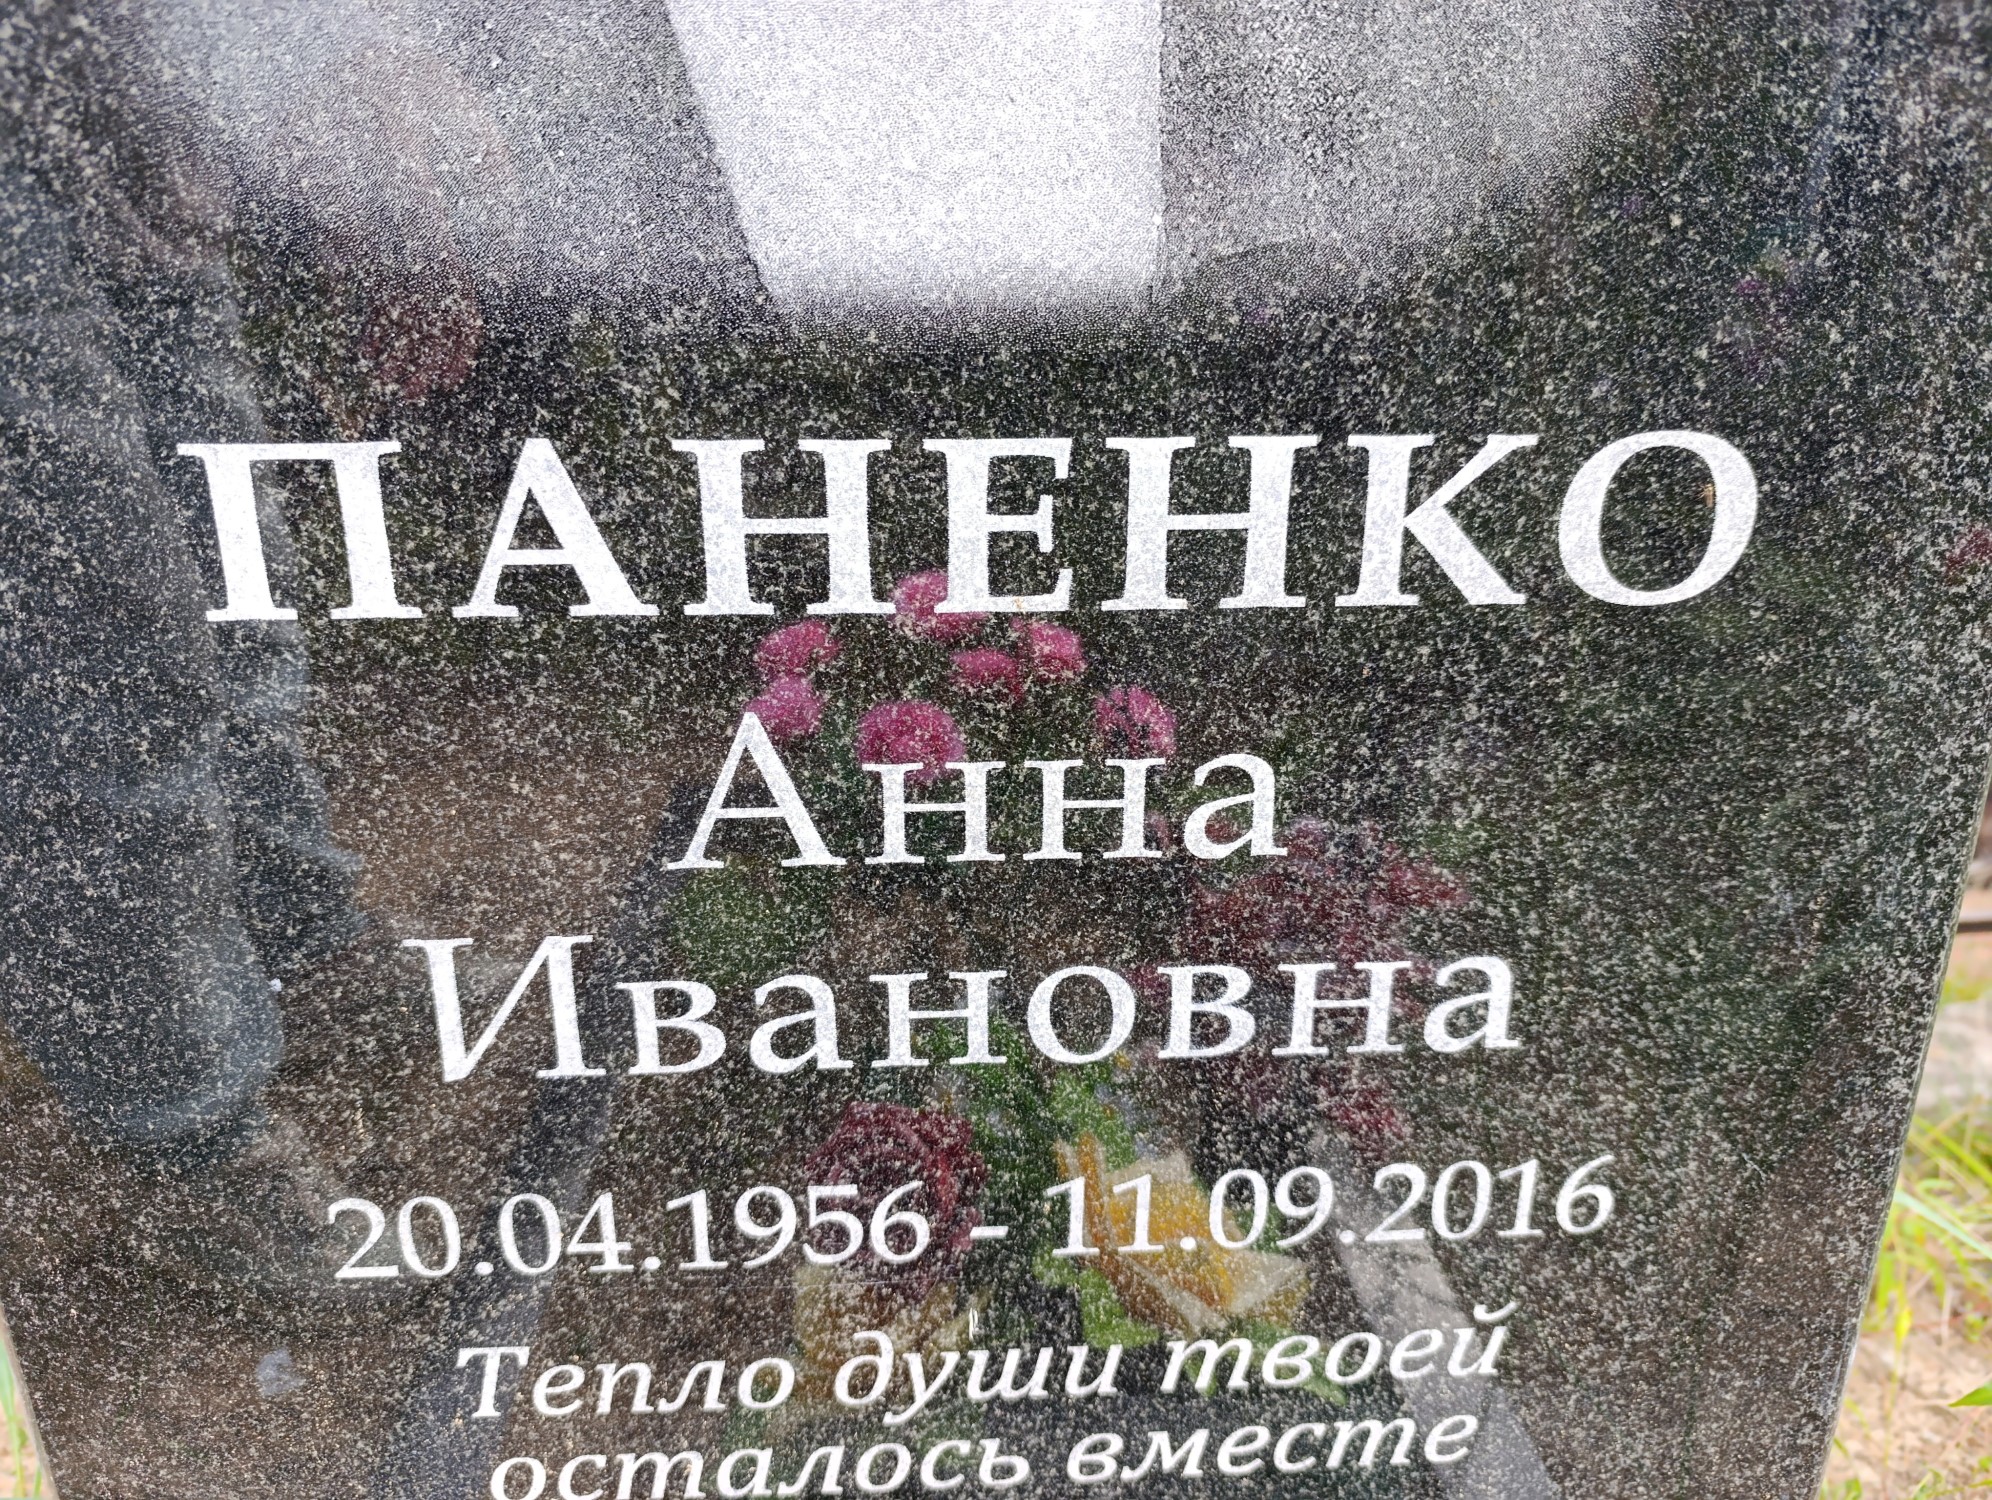 ПАНЕНКО
Анна
Ивановна
20.04.1956 - 11.09.2016
Тепло души твоей
осталось вместе